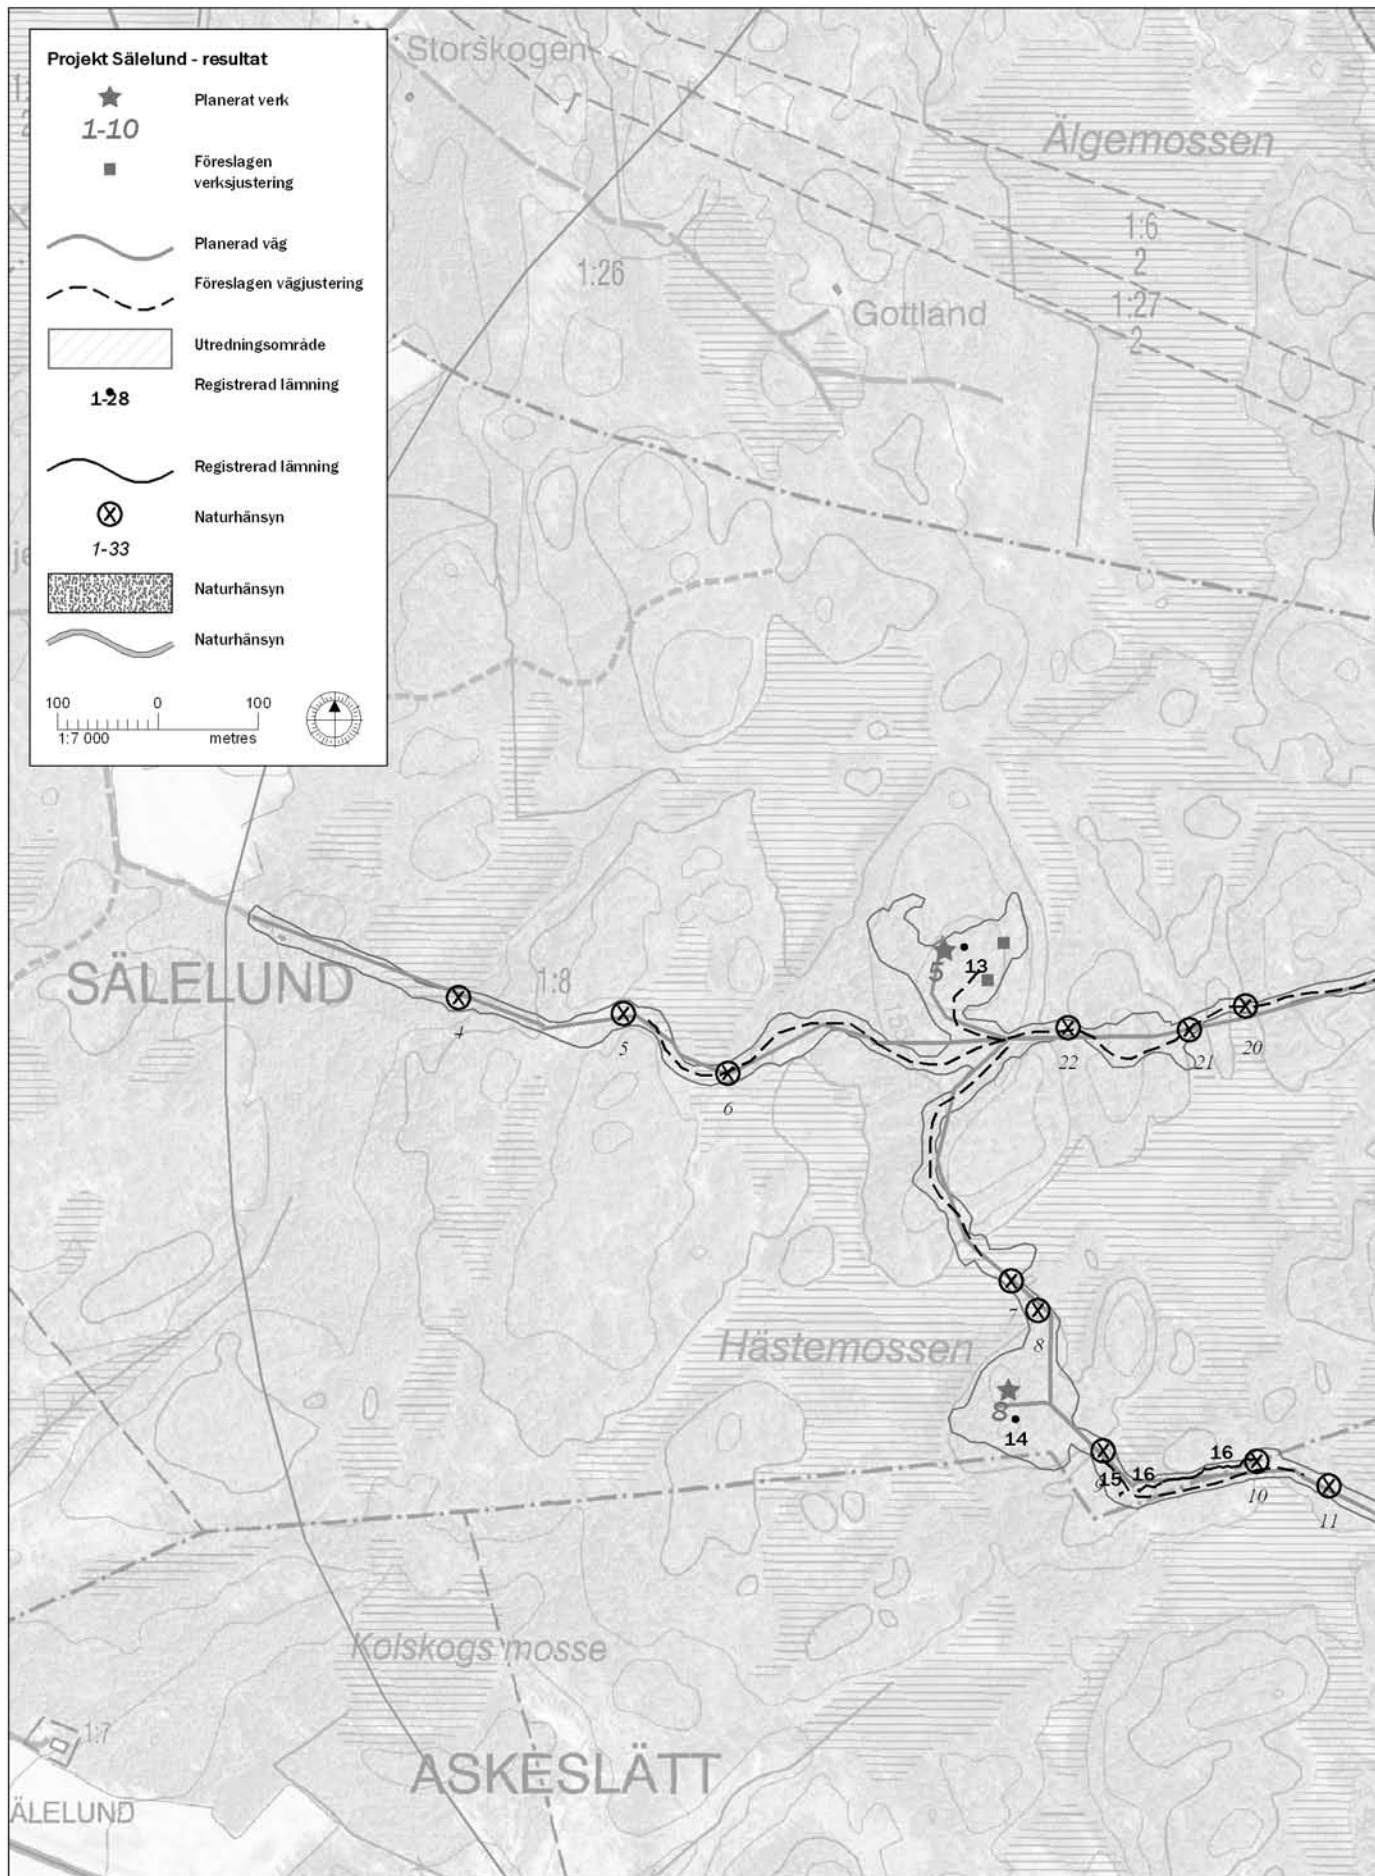 Projekt Sälelund - resultat
Planerat verk
1-10
Föreslagen
verksjustering
Planerad väg
Föreslagen vägjustering
Utredningsområde
Registrerad lämning
1-28
Registrerad lämning
Naturhänsyn
1-33
Naturhänsyn
Naturhänsyn
100 0 100
1:7 000 metres
Storskogen
Älgemossen
1:6
2
1:26
1:27
2
Gottland
SÄLELUND
1:8
5
13
4
5
6
22
21
20
7
8
Hästemossen
8
14
15
16
16
9
10
11
Kolskogs mosse
1:7
ASKESLÄTT
ÄLELUND